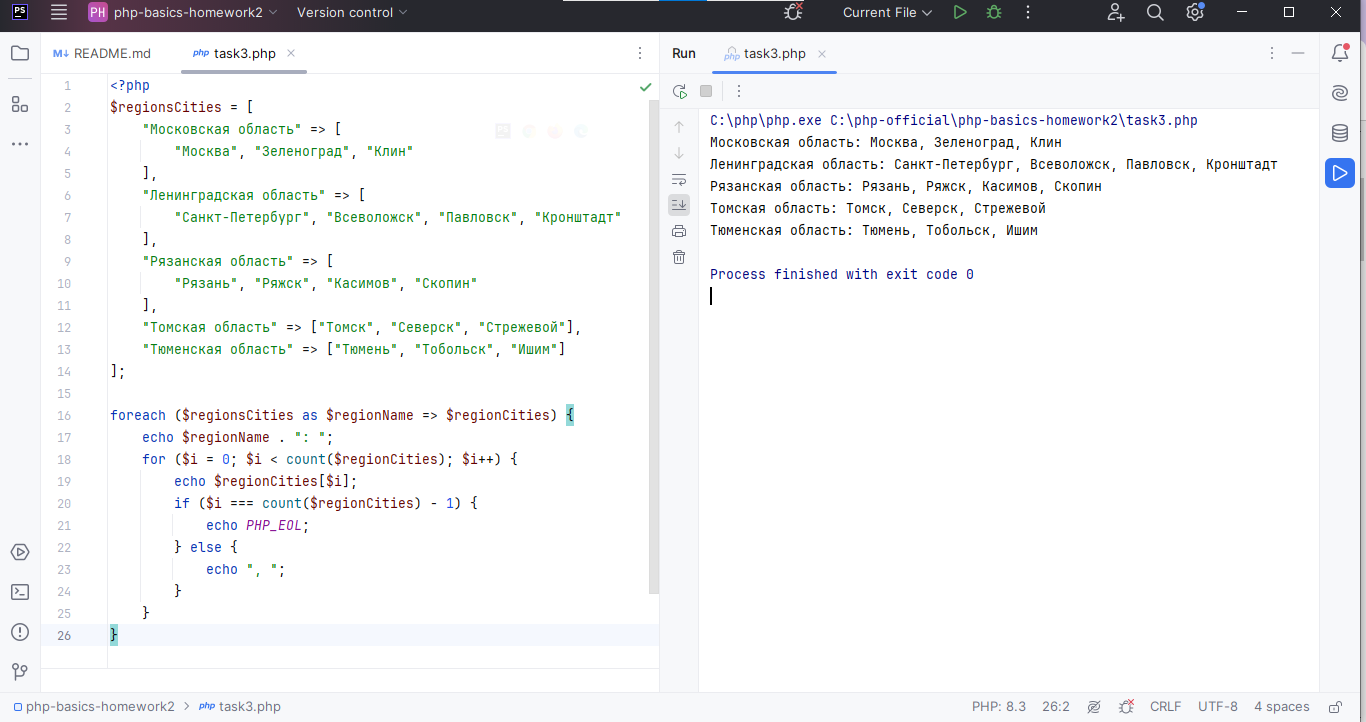 PS PH php-basics-homework2 Version control Current File
README.md php task3.php
Run php task3.php
1 <?php
2 $regionsCities = [
3     "Московская область" => [
4         "Москва", "Зеленоград", "Клин"
5     ],
6     "Ленинградская область" => [
7         "Санкт-Петербург", "Всеволожск", "Павловск", "Кронштадт"
8     ],
9     "Рязанская область" => [
10         "Рязань", "Ряжск", "Касимов", "Скопин"
11     ],
12     "Томская область" => ["Томск", "Северск", "Стрежевой"],
13     "Тюменская область" => ["Тюмень", "Тобольск", "Ишим"]
14 ];
15
16 foreach ($regionsCities as $regionName => $regionCities) {
17     echo $regionName . ": ";
18     for ($i = 0; $i < count($regionCities); $i++) {
19         echo $regionCities[$i];
20         if ($i === count($regionCities) - 1) {
21             echo PHP_EOL;
22         } else {
23             echo ", ";
24         }
25     }
26 }
C:\php\php.exe C:\php-official\php-basics-homework2\task3.php
Московская область: Москва, Зеленоград, Клин
Ленинградская область: Санкт-Петербург, Всеволожск, Павловск, Кронштадт
Рязанская область: Рязань, Ряжск, Касимов, Скопин
Томская область: Томск, Северск, Стрежевой
Тюменская область: Тюмень, Тобольск, Ишим
Process finished with exit code 0
php-basics-homework2 > php task3.php PHP: 8.3 26:2 CRLF UTF-8 4 spaces